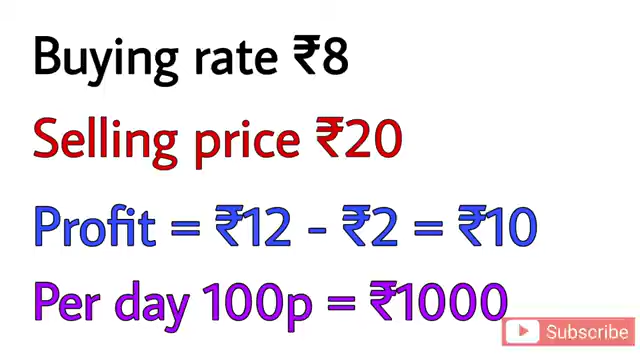 Buying rate ₹8
Selling price ₹20
Profit = ₹12 - ₹2 = ₹10
Per day 100p = ₹1000
Subscribe